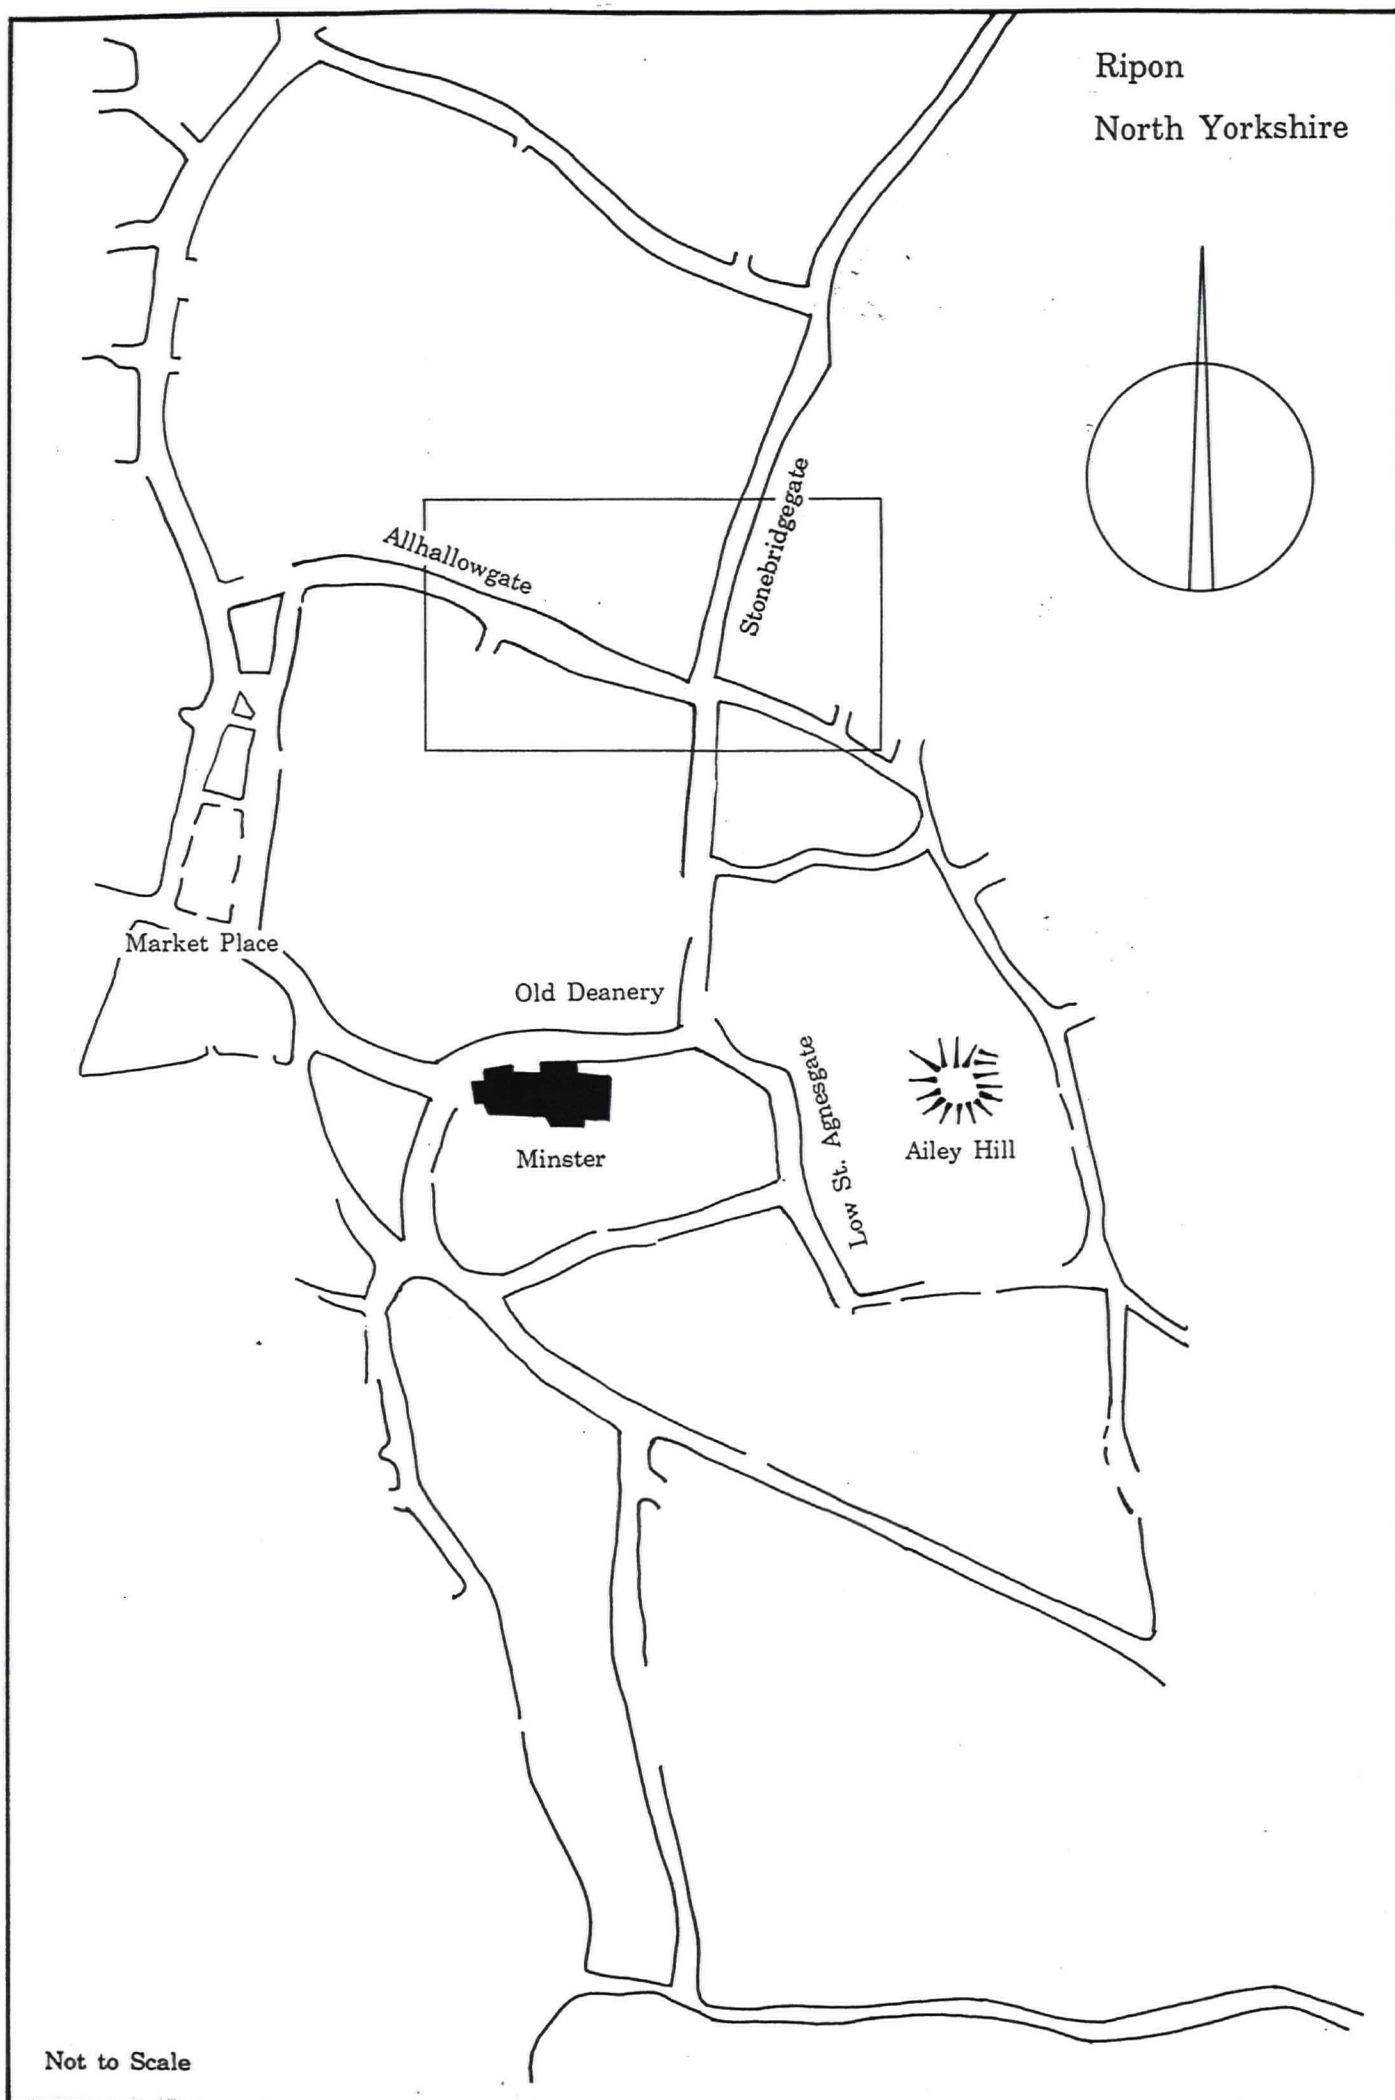 Ripon
North Yorkshire
Allhallowgate
Stonebridgegate
Market Place
Old Deanery
Low St. Agnesgate
Minster
Ailey Hill
Not to Scale